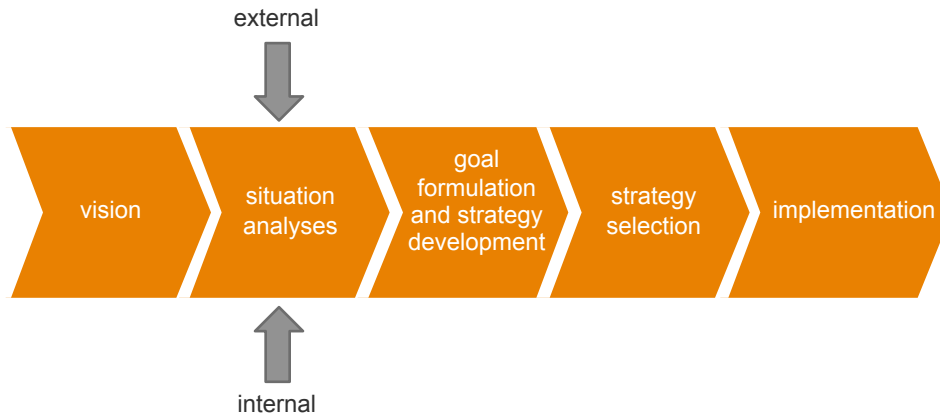 external
vision
situation
analyses
goal
formulation
and strategy
development
strategy
selection
implementation
internal